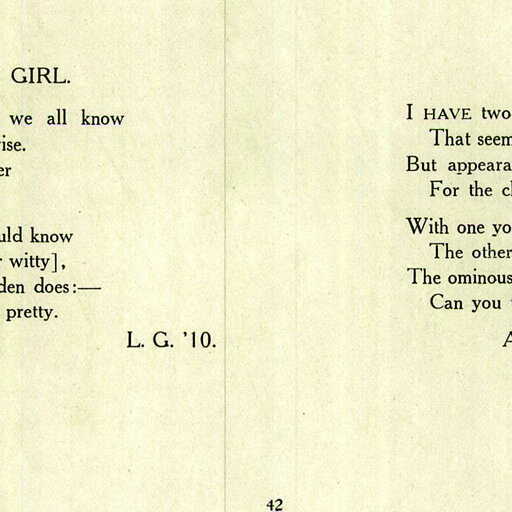 GIRL.
we all know
ise.
er
uld know
witty],
den does:—
pretty.
L. G. '10.
I HAVE two
That seem
But appeara
For the c
With one yo
The other
The ominous
Can you
A
42